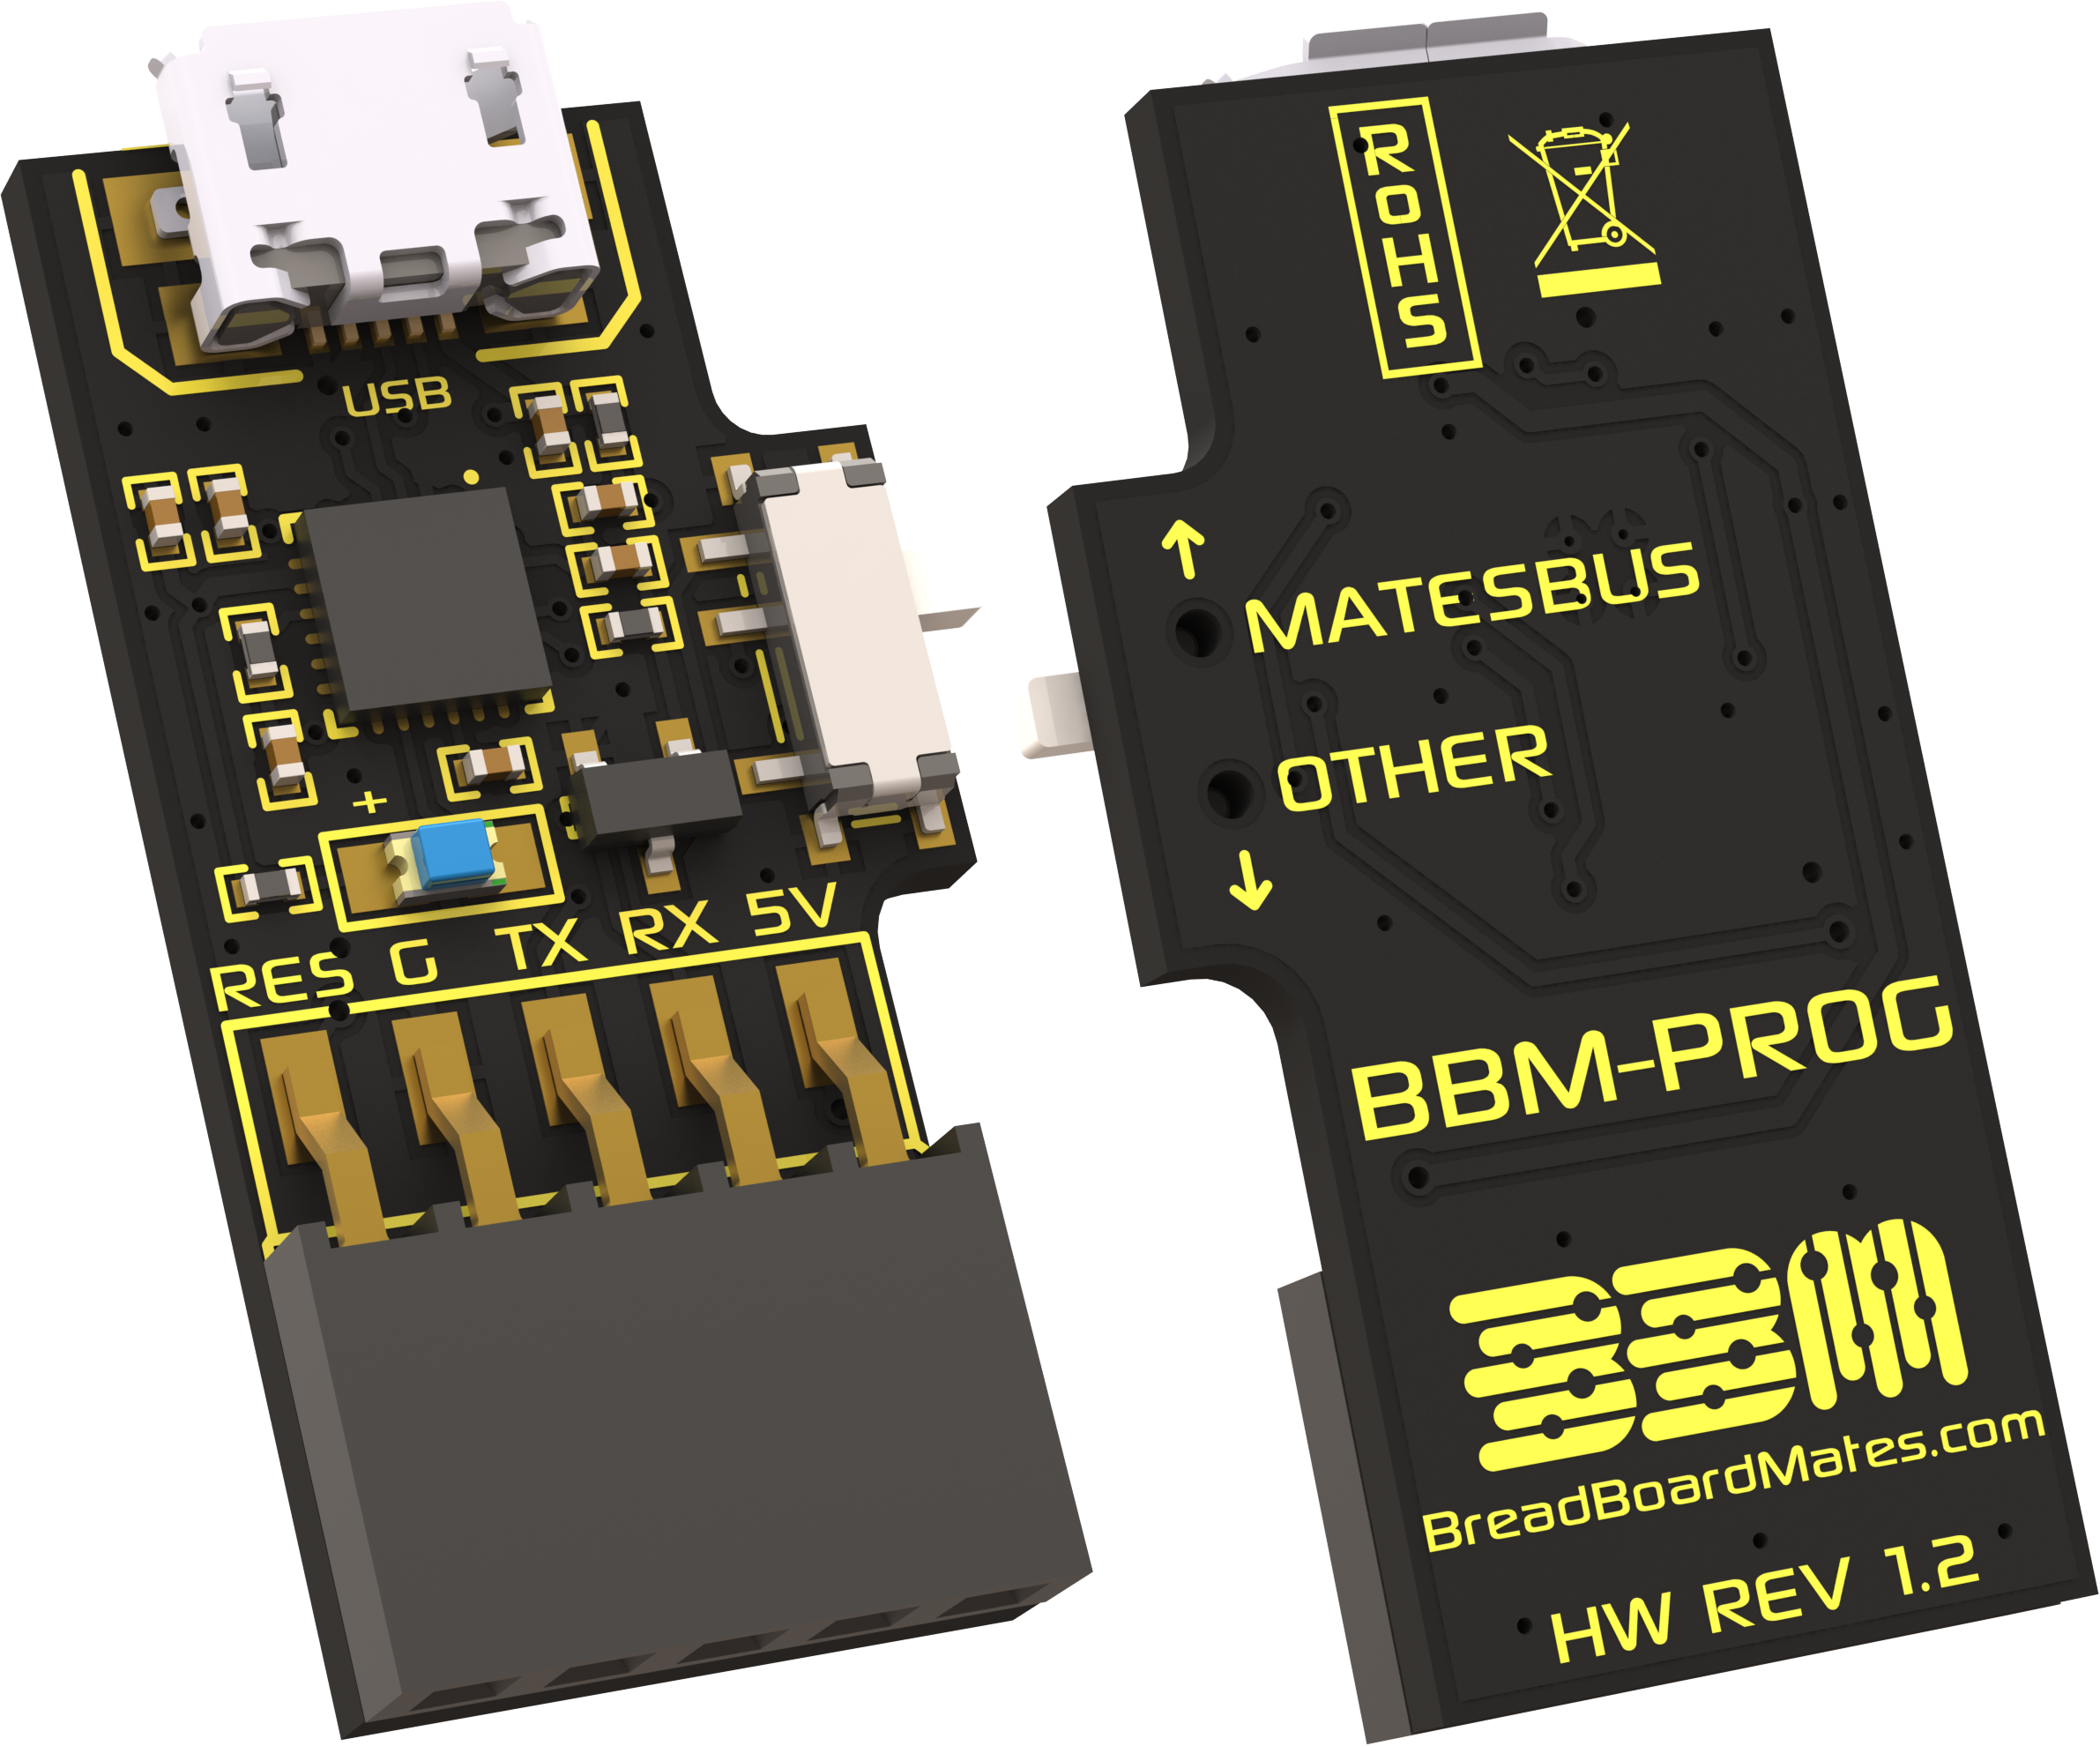 USB
+
RES G TX RX 5V
RoHS
MATESBUS
OTHER
BBM-PROG
BBM
BreadBoardMates.com
HW REV 1.2